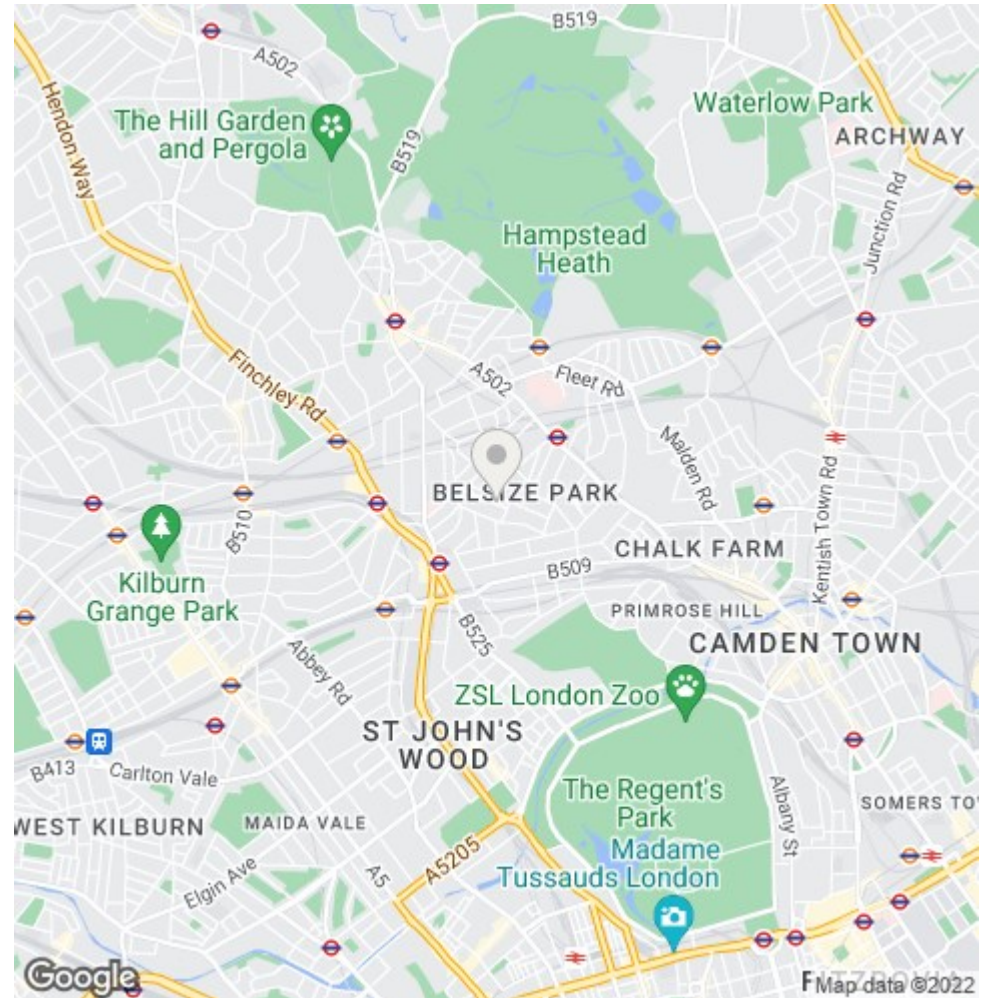 B519
A502
Hendon Way
The Hill Garden
and Pergola
B519
Waterlow Park
ARCHWAY
Junction Rd
Hampstead
Heath
A502
Fleet Rd
Finchley Rd
Malden Rd
BELSIZE PARK
B510
Kentish Town Rd
CHALK FARM
B509
Kilburn
Grange Park
PRIMROSE HILL
B525
CAMDEN TOWN
Abbey Rd
ZSL London Zoo
ST JOHN'S
WOOD
B413
Carlton Vale
The Regent's
Park
Albany St
SOMERS TO
WEST KILBURN
MAIDA VALE
Madame
Tussauds London
A5205
A5
Elgin Ave
Google
Map data ©2022